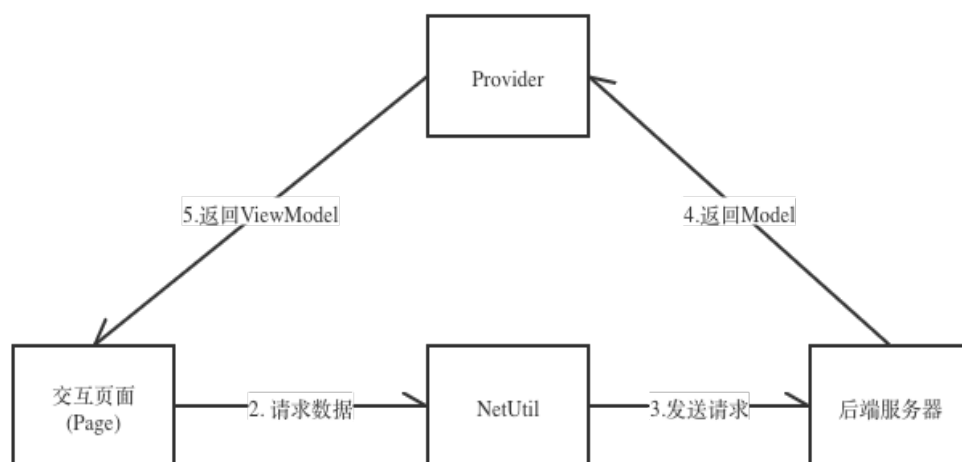 Provider
5.返回ViewModel
4.返回Model
交互页面
(Page)
2. 请求数据
NetUtil
3.发送请求
后端服务器